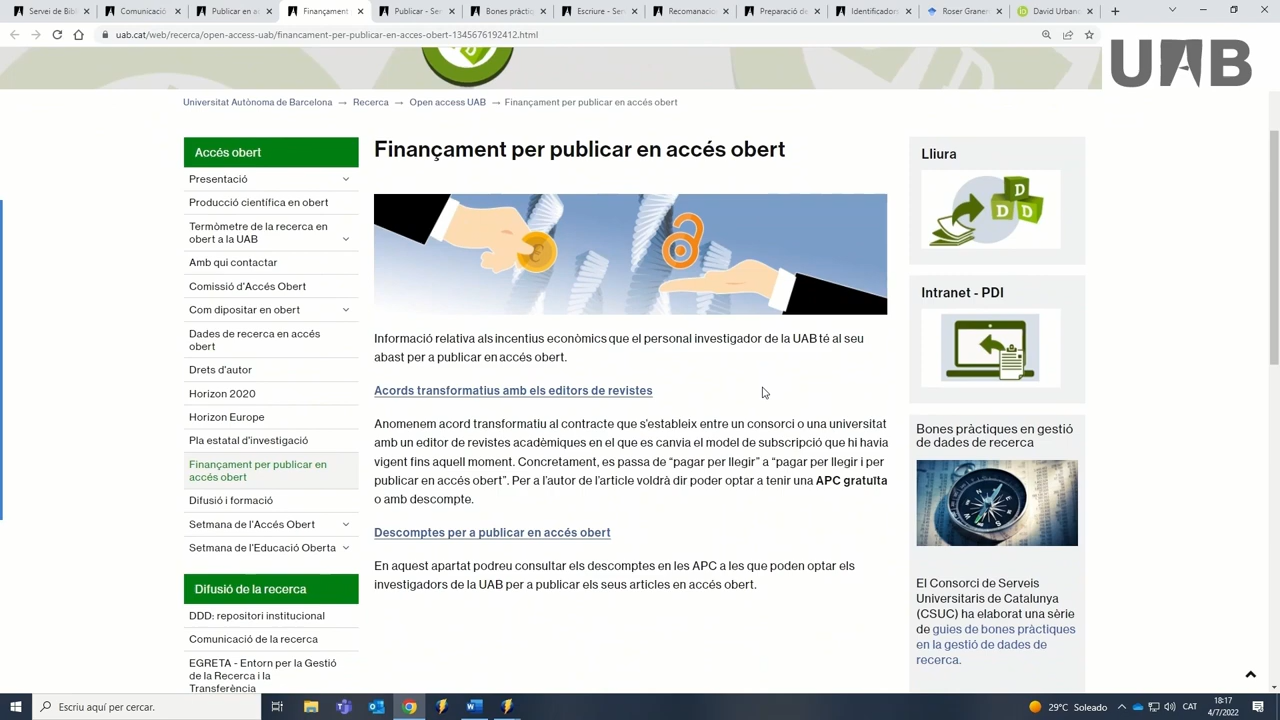 Servei de Bibl
Comunicació
Finançament
Publicar - Ser
Bones pràctic
Escriure - Ser
Recomanacio
Preparació de
Identificadors
Roser Graner
David Urbano
uab.cat/web/recerca/open-access-uab/financament-per-publicar-en-acces-obert-1345676192412.html
UAB
Universitat Autònoma de Barcelona → Recerca → Open access UAB → Finançament per publicar en accés obert
Accés obert
Presentació
Producció científica en obert
Termòmetre de la recerca en
obert a la UAB
Amb qui contactar
Comissió d'Accés Obert
Com dipositar en obert
Dades de recerca en accés
obert
Drets d'autor
Horizon 2020
Horizon Europe
Pla estatal d'investigació
Finançament per publicar en
accés obert
Difusió i formació
Setmana de l'Accés Obert
Setmana de l'Educació Oberta
Difusió de la recerca
DDD: repositori institucional
Comunicació de la recerca
EGRETA - Entorn per la Gestió
de la Recerca i la
Transferència
Finançament per publicar en accés obert
Informació relativa als incentius econòmics que el personal investigador de la UAB té al seu
abast per a publicar en accés obert.
Acords transformatius amb els editors de revistes
Anomenem acord transformatiu al contracte que s'estableix entre un consorci o una universitat
amb un editor de revistes acadèmiques en el que es canvia el model de subscripció que hi havia
vigent fins aquell moment. Concretament, es passa de "pagar per llegir" a "pagar per llegir i per
publicar en accés obert". Per a l'autor de l'article voldrà dir poder optar a tenir una APC gratuïta
o amb descompte.
Descomptes per a publicar en accés obert
En aquest apartat podreu consultar els descomptes en les APC a les que poden optar els
investigadors de la UAB per a publicar els seus articles en accés obert.
Lliura
D
D D
Intranet - PDI
Bones pràctiques en gestió
de dades de recerca
El Consorci de Serveis
Universitaris de Catalunya
(CSUC) ha elaborat una sèrie
de guies de bones pràctiques
en la gestió de dades de
recerca.
Escriu aquí per cercar.
29°C Soleado
CAT
18:17
4/7/2022